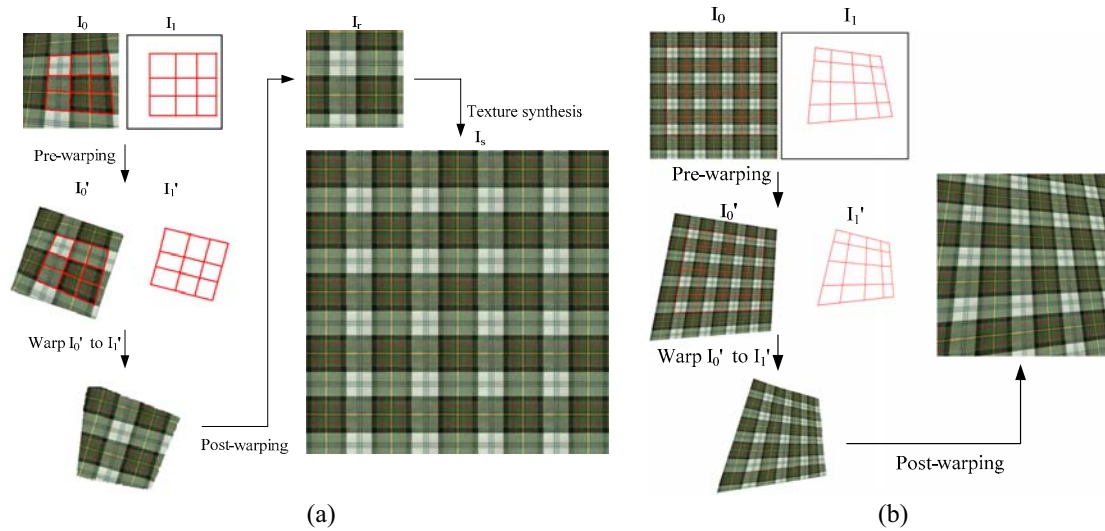 I₀ I₁
Pre-warping
I₀' I₁'
Warp I₀' to I₁'
Post-warping
Iᵣ
Texture synthesis
Iₛ
(a)
I₀ I₁
Pre-warping
I₀' I₁'
Warp I₀' to I₁'
Post-warping
(b)